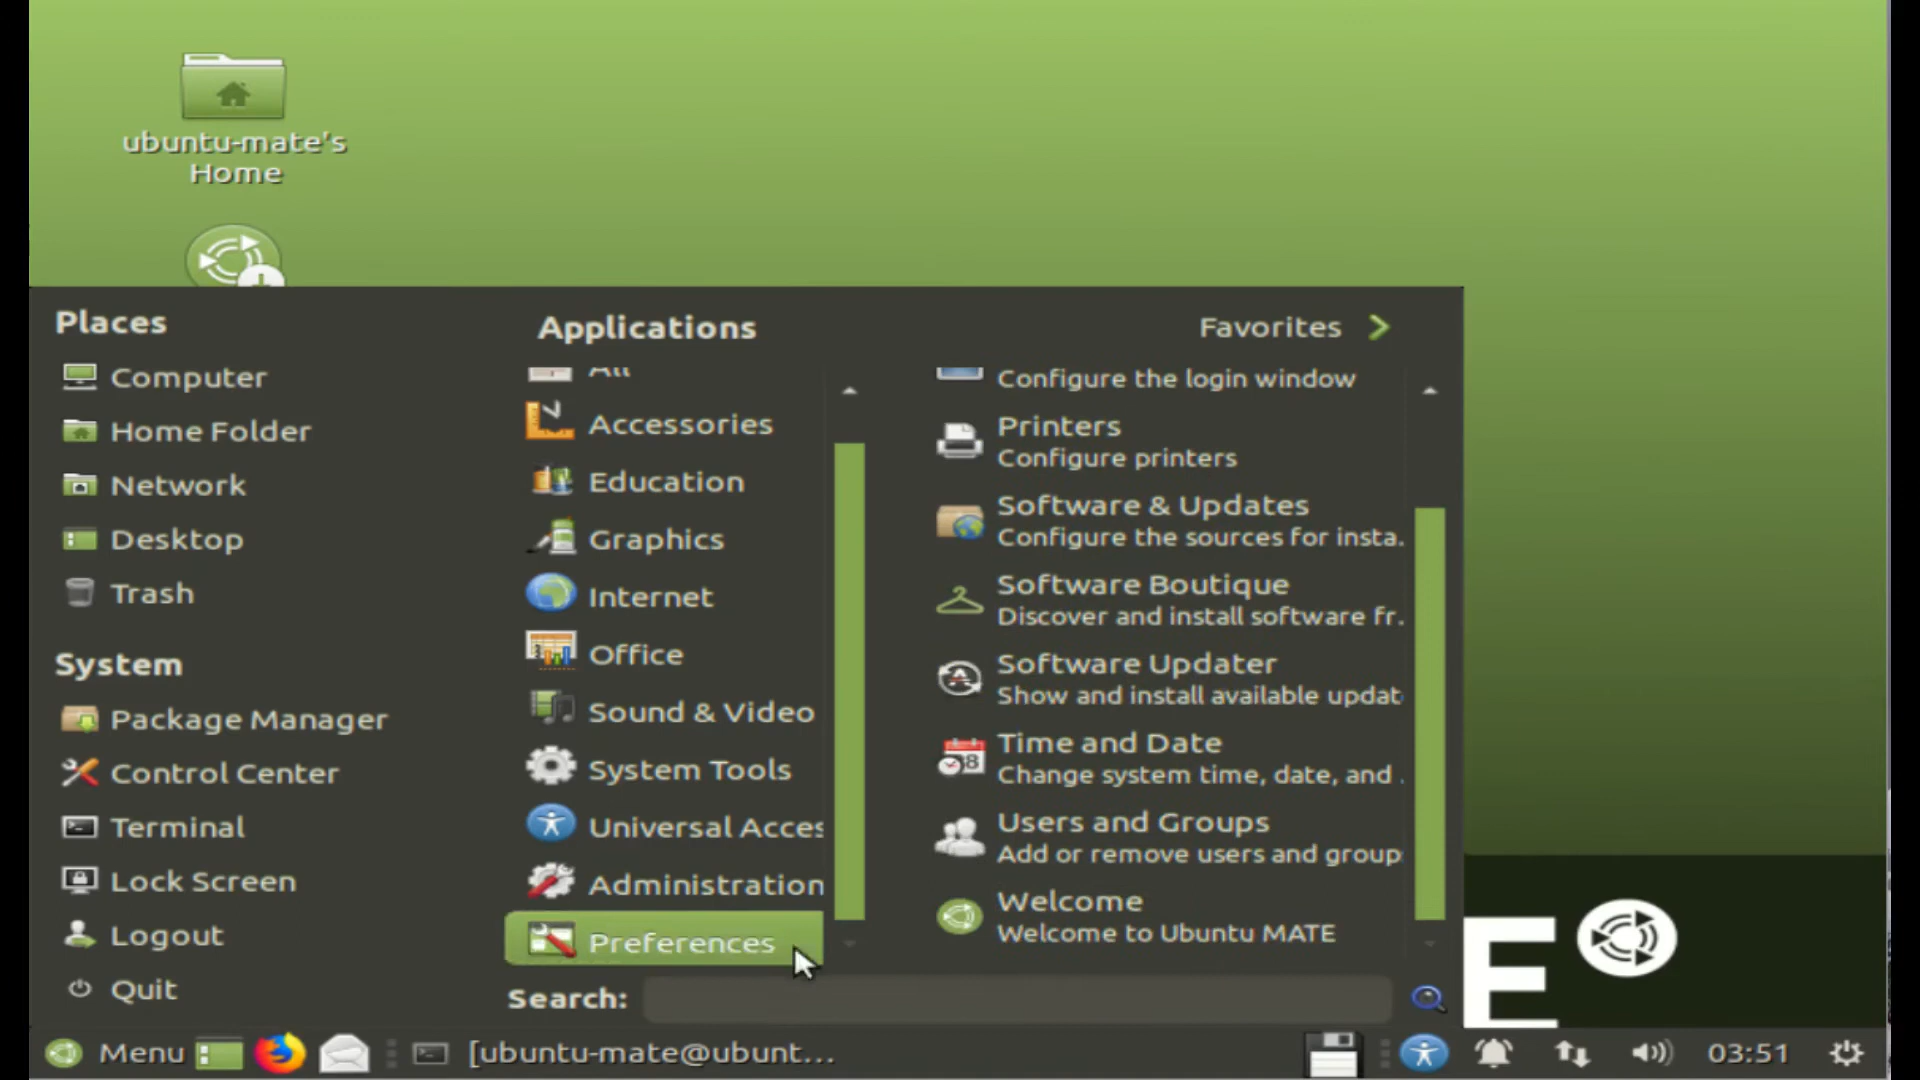 ubuntu-mate's
Home
Places
Computer
Home Folder
Network
Desktop
Trash
System
Package Manager
Control Center
Terminal
Lock Screen
Logout
Quit
Applications
All
Accessories
Education
Graphics
Internet
Office
Sound & Video
System Tools
Universal Acces
Administration
Preferences
Favorites
Configure the login window
Printers
Configure printers
Software & Updates
Configure the sources for insta.
Software Boutique
Discover and install software fr.
Software Updater
Show and install available updat
Time and Date
Change system time, date, and .
Users and Groups
Add or remove users and group
Welcome
Welcome to Ubuntu MATE
Search:
E
Menu
[ubuntu-mate@ubunt...
03:51